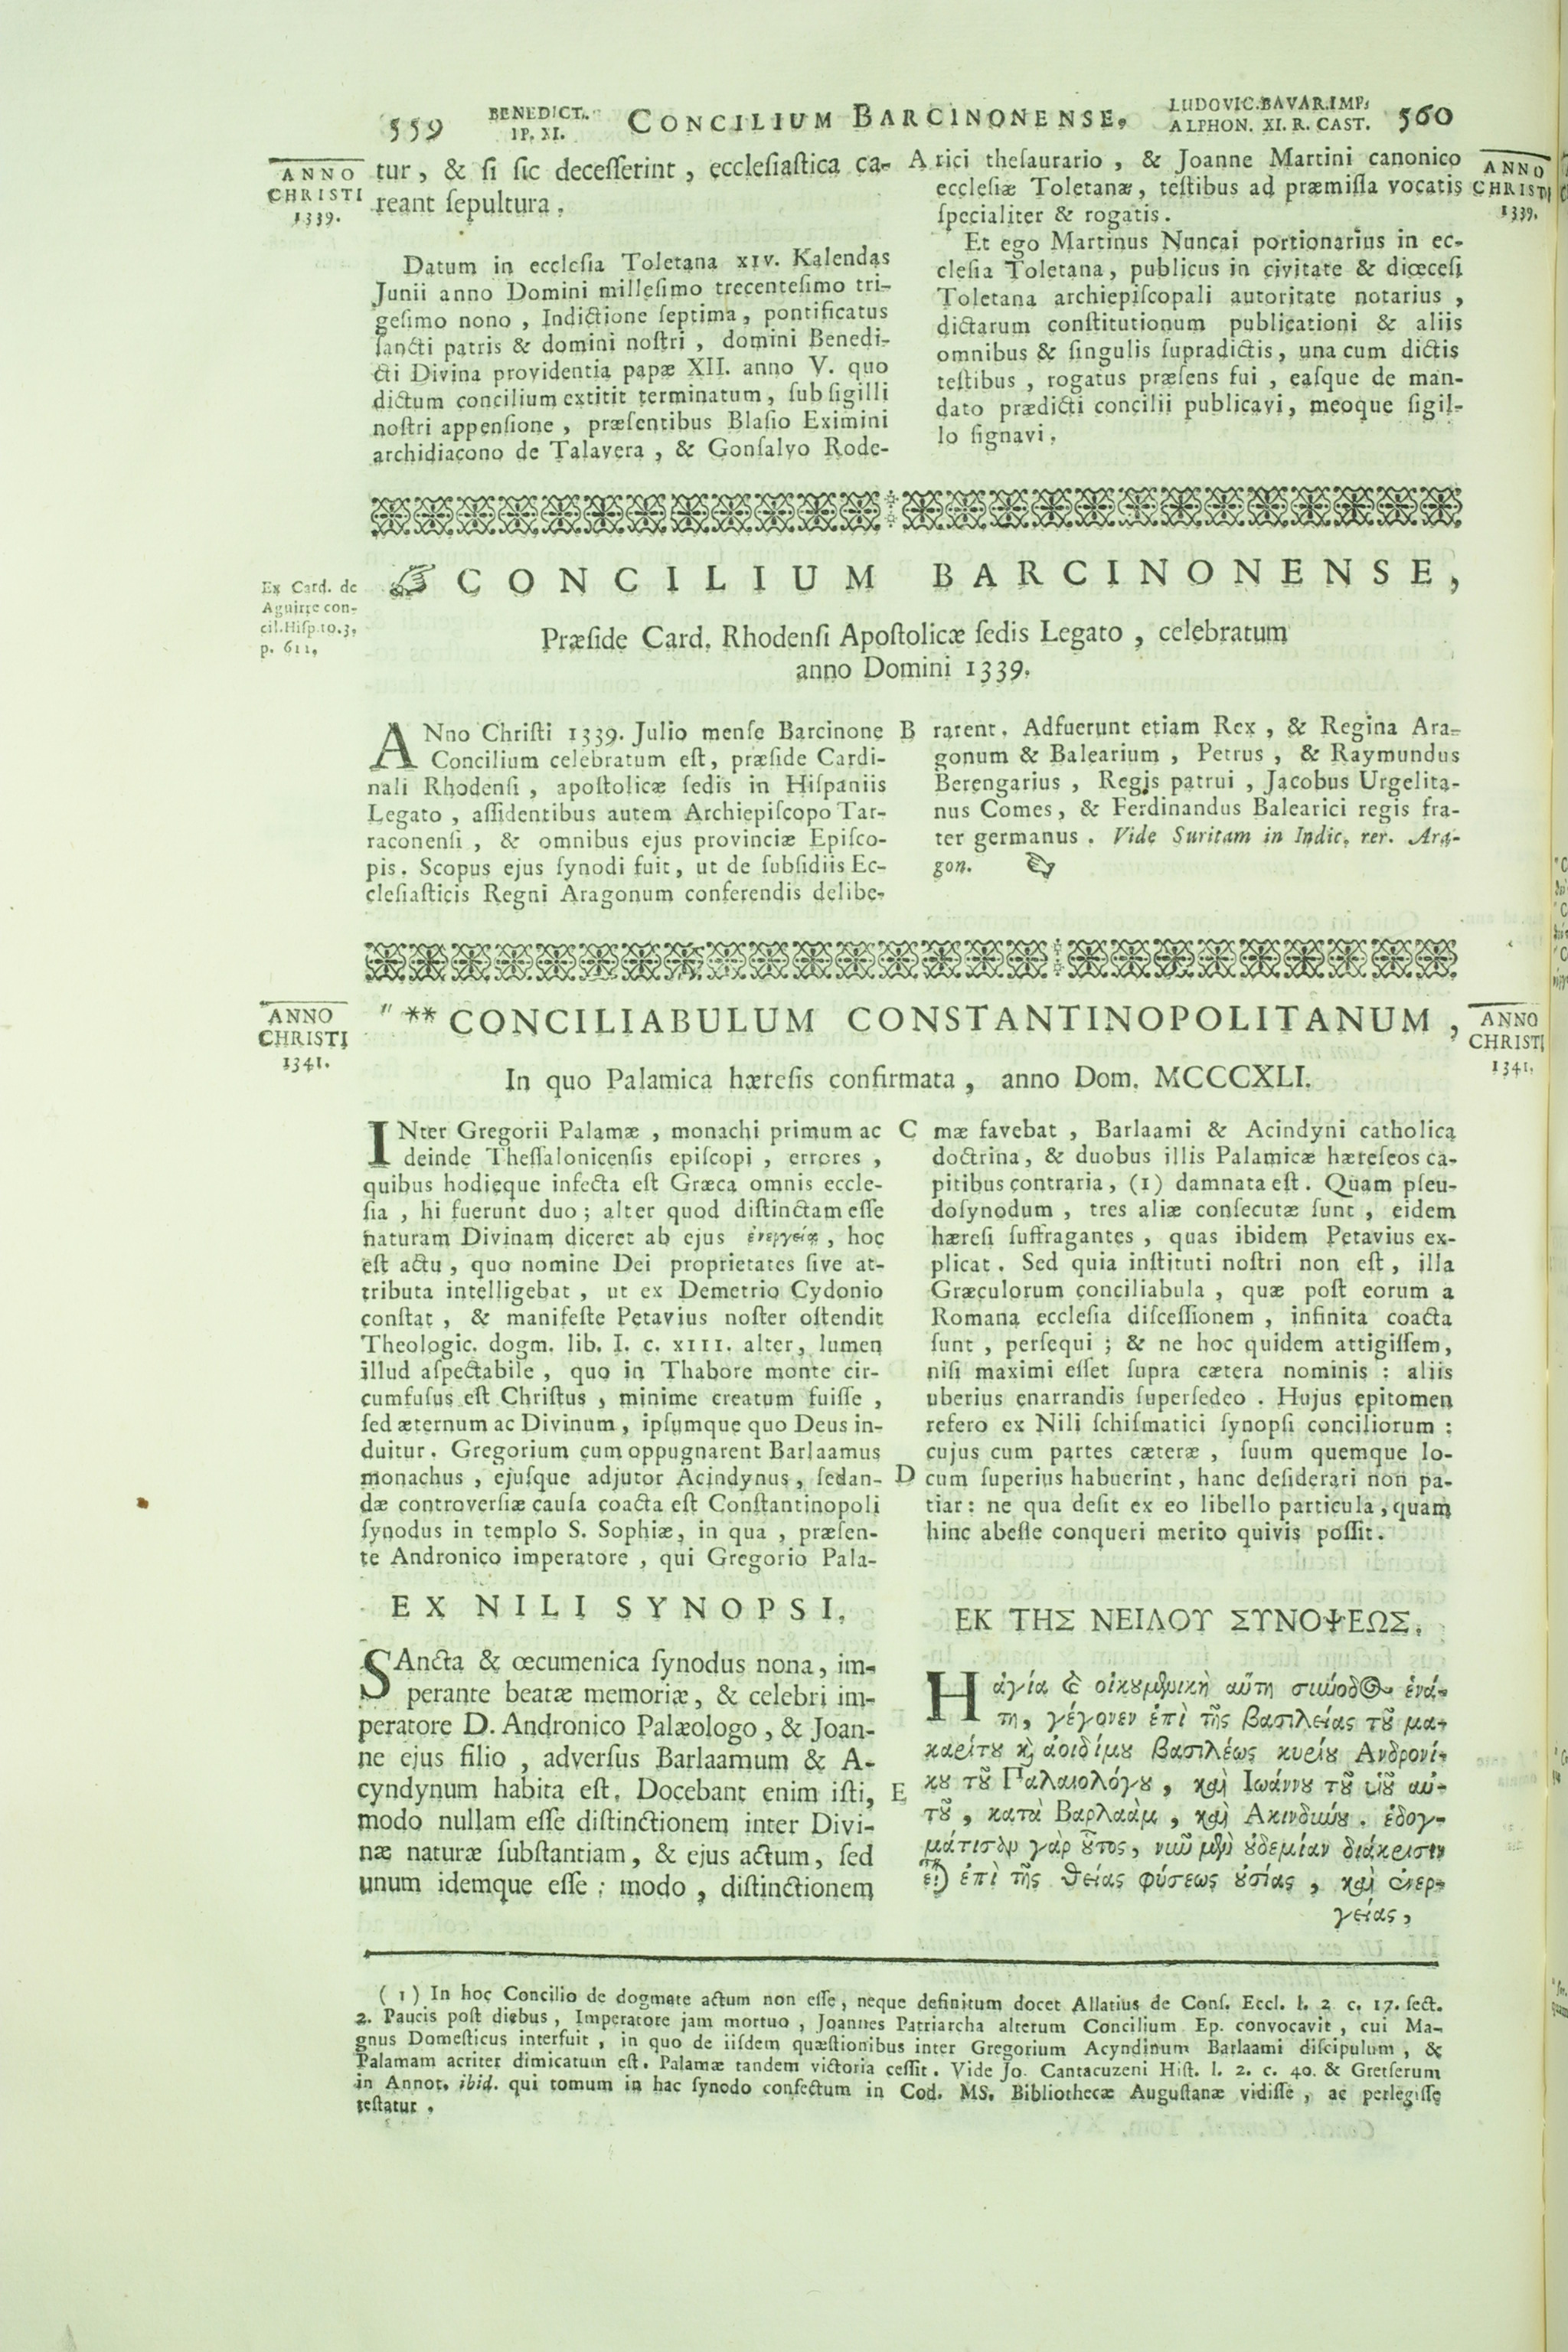 559
BENEDICT.
IP. XI.
CONCILIUM BARCINONENSE,
LUDOVIC.BAVAR.IMP.
ALPHON. XI. R. CAST.
560
ANNO
CHRISTI
1339.
tur, & ſi ſic deceſſerint, eccleſiaſtica ca-
reant ſepultura.
Datum in eccleſia Toletana XIV. Kalendas
Junii anno Domini milleſimo trecenteſimo tri-
geſimo nono, Indictione ſeptima, pontificatus
ſancti patris & domini noſtri, domini Benedi-
cti Divina providentia papæ XII. anno V. quo
dictum concilium extitit terminatum, ſub ſigilli
noſtri appenſione, præſentibus Blaſio Eximini
archidiacono de Talavera, & Gonſalvo Rode-
A
rici theſaurario, & Joanne Martini canonico
eccleſiæ Toletanæ, teſtibus ad præmiſſa vocatis
ſpecialiter & rogatis.
Et ego Martinus Nuncai portionarius in ec-
cleſia Toletana, publicus in civitate & diœceſi
Toletana archiepiſcopali autoritate notarius,
dictarum conſtitutionum publicationi & aliis
omnibus & ſingulis ſupradictis, una cum dictis
teſtibus, rogatus præſens fui, eaſque de man-
dato prædicti concilii publicavi, meoque ſigil-
lo ſignavi.
ANNO
CHRISTI
1339.
Ex Card. de
Aguirre con-
cil. Hiſp. to. 3,
p. 611,
☞ CONCILIUM BARCINONENSE,
Præſide Card. Rhodenſi Apoſtolicæ ſedis Legato, celebratum
anno Domini 1339.
ANno Chriſti 1339. Julio menſe Barcinone
Concilium celebratum eſt, præſide Cardi-
nali Rhodenſi, apoſtolicæ ſedis in Hiſpaniis
Legato, aſſidentibus autem Archiepiſcopo Tar-
raconenſi, & omnibus ejus provinciæ Epiſco-
pis. Scopus ejus ſynodi fuit, ut de ſubſidiis Ec-
cleſiaſticis Regni Aragonum conferendis delibe-
B
rarent. Adfuerunt etiam Rex, & Regina Ara-
gonum & Balearium, Petrus, & Raymundus
Berengarius, Regis patrui, Jacobus Urgelita-
nus Comes, & Ferdinandus Balearici regis fra-
ter germanus. Vide Suritam in Indic. rer. Ara-
gon.
ANNO
CHRISTI
1341.
** CONCILIABULUM CONSTANTINOPOLITANUM,
ANNO
CHRISTI
1341.
In quo Palamica hæreſis confirmata, anno Dom. MCCCXLI.
INter Gregorii Palamæ, monachi primum ac
deinde Theſſalonicenſis epiſcopi, errores,
quibus hodieque infecta eſt Græca omnis eccle-
ſia, hi fuerunt duo; alter quod diſtinctam eſſe
naturam Divinam diceret ab ejus ἐνεργείᾳ, hoc
eſt actu, quo nomine Dei proprietates ſive at-
tributa intelligebat, ut ex Demetrio Cydonio
conſtat, & manifeſte Petavius noſter oſtendit
Theologic. dogm. lib. I. c. XIII. alter, lumen
illud aſpectabile, quo in Thabore monte cir-
cumfuſus eſt Chriſtus, minime creatum fuiſſe,
ſed æternum ac Divinum, ipſumque quo Deus in-
duitur. Gregorium cum oppugnarent Barlaamus
monachus, ejuſque adjutor Acindynus, ſedan-
dæ controverſiæ cauſa coacta eſt Conſtantinopoli
ſynodus in templo S. Sophiæ, in qua, præſen-
te Andronico imperatore, qui Gregorio Pala-
C
mæ favebat, Barlaami & Acindyni catholica
doctrina, & duobus illis Palamicæ hæreſeos ca-
pitibus contraria, (1) damnata eſt. Quam pſeu-
doſynodum, tres aliæ conſecutæ ſunt, eidem
hæreſi ſuffragantes, quas ibidem Petavius ex-
plicat. Sed quia inſtituti noſtri non eſt, illa
Græculorum conciliabula, quæ poſt eorum a
Romana eccleſia diſceſſionem, infinita coacta
ſunt, perſequi; & ne hoc quidem attigiſſem,
niſi maximi eſſet ſupra cætera nominis: aliis
uberius enarrandis ſuperſedeo. Hujus epitomen
refero ex Nili ſchiſmatici ſynopſi conciliorum:
cujus cum partes cæteræ, ſuum quemque lo-
D
cum ſuperius habuerint, hanc deſiderari non pa-
tiar: ne qua deſit ex eo libello particula, quam
hinc abeſſe conqueri merito quivis poſſit.
EX NILI SYNOPSI.
SAncta & œcumenica ſynodus nona, im-
perante beatæ memoriæ, & celebri im-
peratore D. Andronico Palæologo, & Joan-
ne ejus filio, adverſus Barlaamum & A-
cyndynum habita eſt. Docebant enim iſti,
modo nullam eſſe diſtinctionem inter Divi-
næ naturæ ſubſtantiam, & ejus actum, ſed
unum idemque eſſe; modo, diſtinctionem
E
ΕΚ ΤΗΣ ΝΕΙΛΟΥ ΣΥΝΟΨΕΩΣ.
Η ἁγία καὶ οἰκουμενικὴ αὕτη σύνοδος ἐνά-
τη, γέγονεν ἐπὶ τῆς βασιλείας τοῦ μα-
καρίτου καὶ ἀοιδίμου βασιλέως κυρίου Ανδρονί-
κου τοῦ Παλαιολόγου, καὶ Ιωάννου τοῦ υἱοῦ αὐ-
τοῦ, κατὰ Βαρλαὰμ, καὶ Ακινδύνου. ἐδογ-
μάτισαν γὰρ οὗτος, νῦν μὲν οὐδεμίαν διάκρισιν
εἶναι ἐπὶ τῆς θείας φύσεως οὐσίας, καὶ ἐνερ-
γείας,
(1) In hoc Concilio de dogmate actum non eſſe, neque definitum docet Allatius de Conſ. Eccl. l. 2 c. 17. ſect.
2. Paucis poſt diebus, Imperatore jam mortuo, Joannes Patriarcha alterum Concilium Ep. convocavit, cui Ma-
gnus Domeſticus interfuit, in quo de iiſdem quæſtionibus inter Gregorium Acyndinum Barlaami diſcipulum, &
Palamam acriter dimicatum eſt. Palamæ tandem victoria ceſſit. Vide Jo. Cantacuzeni Hiſt. l. 2. c. 40. & Gretſerum
in Annot. ibid. qui tomum in hac ſynodo confectum in Cod. MS. Bibliothecæ Auguſtanæ vidiſſe, ac perlegiſſe
teſtatur.